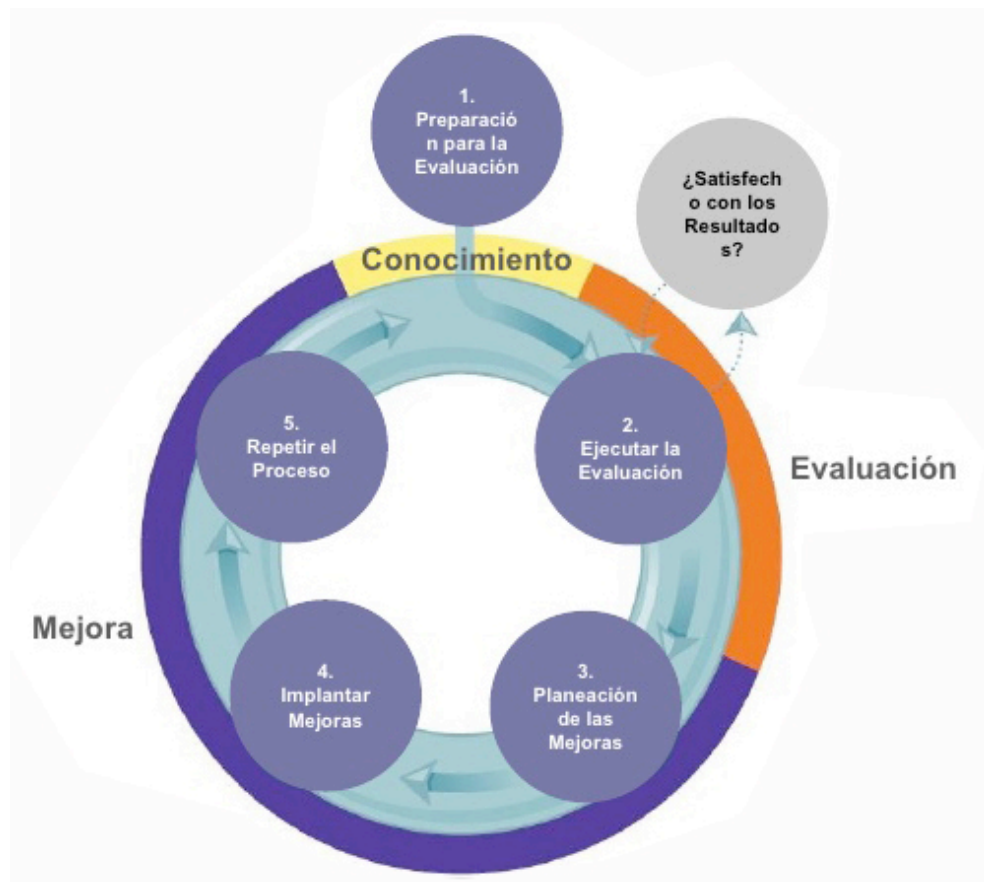 1.
Preparació
n para la
Evaluación
¿Satisfech
o con los
Resultado
s?
Conocimiento
5.
Repetir el
Proceso
2.
Ejecutar la
Evaluación
Evaluación
Mejora
4.
Implantar
Mejoras
3.
Planeación
de las
Mejoras